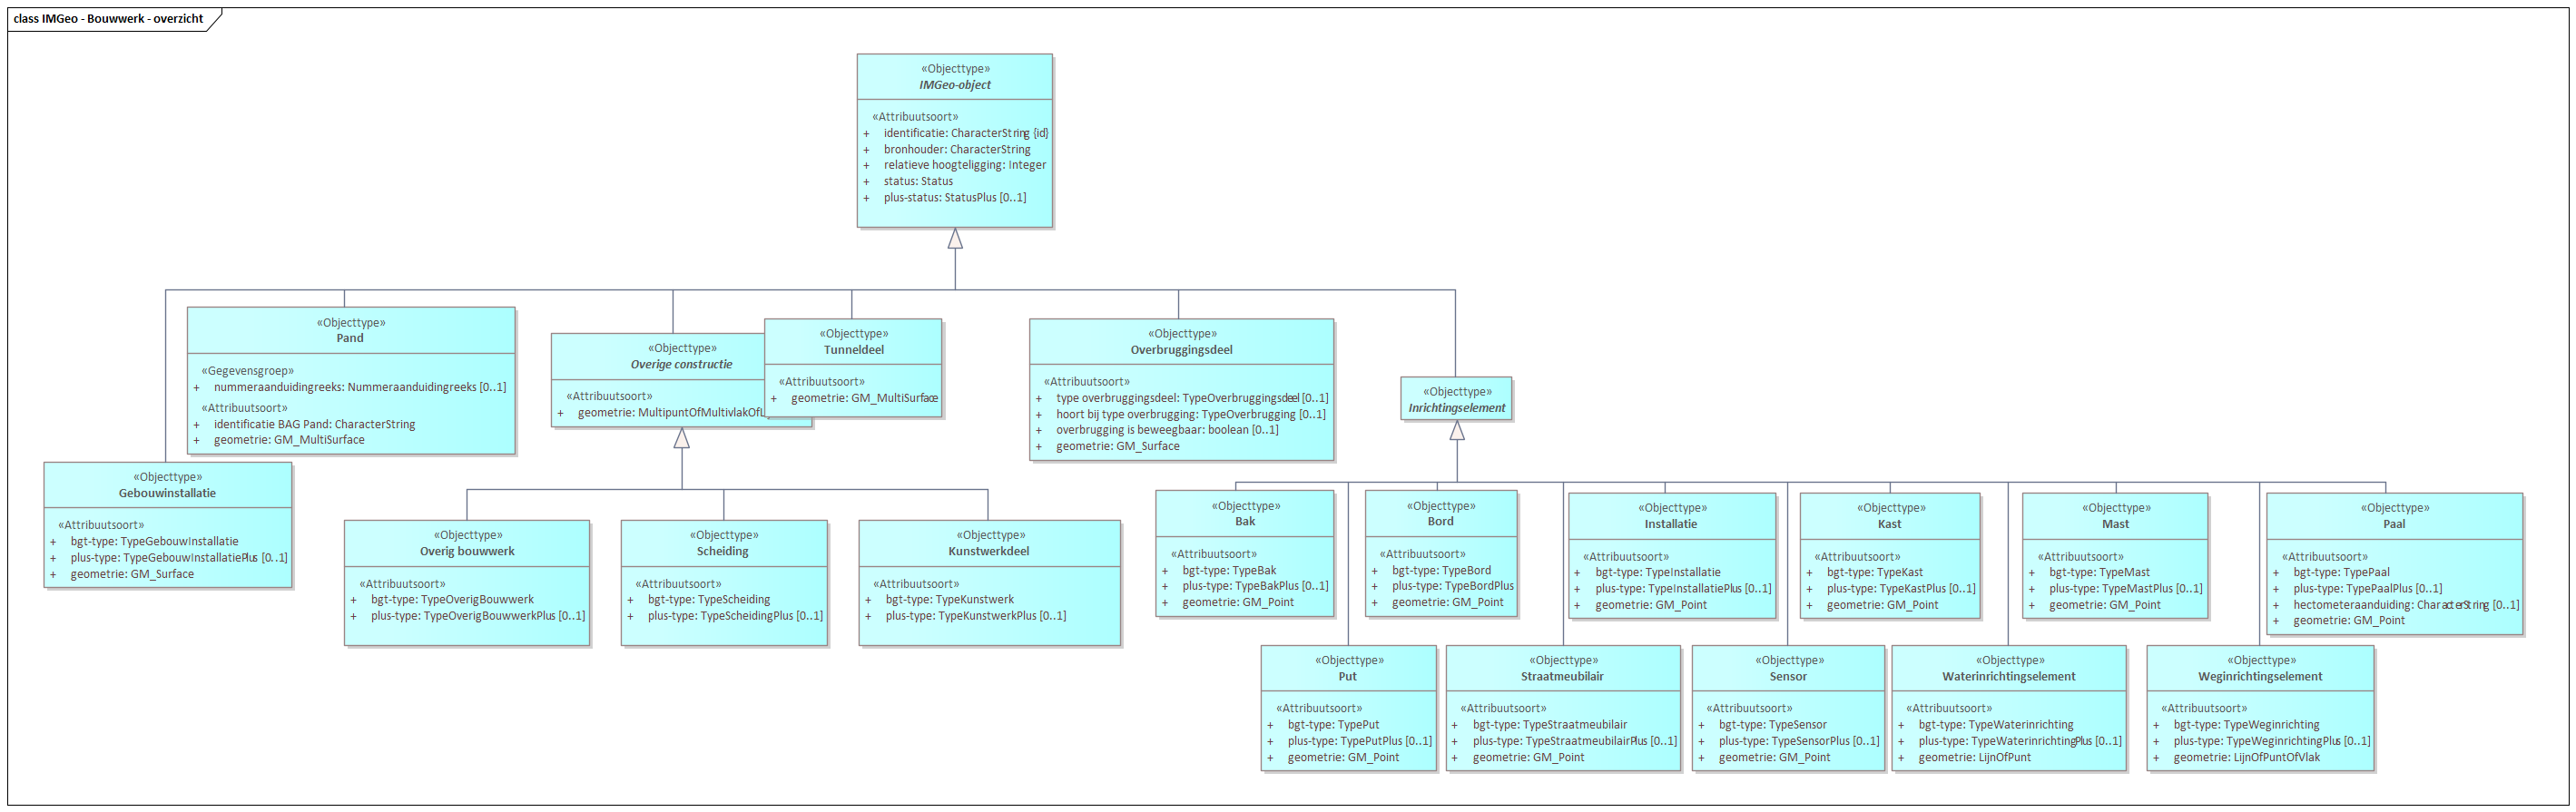 class IMGeo - Bouwwerk - overzicht
«Objecttype»
IMGeo-object
«Attribuutsoort»
+ identificatie: CharacterString {id}
+ bronhouder: CharacterString
+ relatieve hoogteligging: Integer
+ status: Status
+ plus-status: StatusPlus [0..1]
«Objecttype»
Pand
«Gegevensgroep»
+ nummeraanduidingreeks: Nummeraanduidingreeks [0..1]
«Attribuutsoort»
+ identificatie BAG Pand: CharacterString
+ geometrie: GM_MultiSurface
«Objecttype»
Overige constructie
«Attribuutsoort»
+ geometrie: MultipuntOfMultivlakOfL
«Objecttype»
Tunneldeel
«Attribuutsoort»
+ geometrie: GM_MultiSurface
«Objecttype»
Overbruggingsdeel
«Attribuutsoort»
+ type overbruggingsdeel: TypeOverbruggingsdeel [0..1]
+ hoort bij type overbrugging: TypeOverbrugging [0..1]
+ overbrugging is beweegbaar: boolean [0..1]
+ geometrie: GM_Surface
«Objecttype»
Inrichtingselement
«Objecttype»
Gebouwinstallatie
«Attribuutsoort»
+ bgt-type: TypeGebouwInstallatie
+ plus-type: TypeGebouwInstallatiePlus [0..1]
+ geometrie: GM_Surface
«Objecttype»
Overig bouwwerk
«Attribuutsoort»
+ bgt-type: TypeOverigBouwwerk
+ plus-type: TypeOverigBouwwerkPlus [0..1]
«Objecttype»
Scheiding
«Attribuutsoort»
+ bgt-type: TypeScheiding
+ plus-type: TypeScheidingPlus [0..1]
«Objecttype»
Kunstwerkdeel
«Attribuutsoort»
+ bgt-type: TypeKunstwerk
+ plus-type: TypeKunstwerkPlus [0..1]
«Objecttype»
Bak
«Attribuutsoort»
+ bgt-type: TypeBak
+ plus-type: TypeBakPlus [0..1]
+ geometrie: GM_Point
«Objecttype»
Bord
«Attribuutsoort»
+ bgt-type: TypeBord
+ plus-type: TypeBordPlus
+ geometrie: GM_Point
«Objecttype»
Installatie
«Attribuutsoort»
+ bgt-type: TypeInstallatie
+ plus-type: TypeInstallatiePlus [0..1]
+ geometrie: GM_Point
«Objecttype»
Kast
«Attribuutsoort»
+ bgt-type: TypeKast
+ plus-type: TypeKastPlus [0..1]
+ geometrie: GM_Point
«Objecttype»
Mast
«Attribuutsoort»
+ bgt-type: TypeMast
+ plus-type: TypeMastPlus [0..1]
+ geometrie: GM_Point
«Objecttype»
Paal
«Attribuutsoort»
+ bgt-type: TypePaal
+ plus-type: TypePaalPlus [0..1]
+ hectometeraanduiding: CharacterString [0..1]
+ geometrie: GM_Point
«Objecttype»
Put
«Attribuutsoort»
+ bgt-type: TypePut
+ plus-type: TypePutPlus [0..1]
+ geometrie: GM_Point
«Objecttype»
Straatmeubilair
«Attribuutsoort»
+ bgt-type: TypeStraatmeubilair
+ plus-type: TypeStraatmeubilairPlus [0..1]
+ geometrie: GM_Point
«Objecttype»
Sensor
«Attribuutsoort»
+ bgt-type: TypeSensor
+ plus-type: TypeSensorPlus [0..1]
+ geometrie: GM_Point
«Objecttype»
Waterinrichtingselement
«Attribuutsoort»
+ bgt-type: TypeWaterinrichting
+ plus-type: TypeWaterinrichtingPlus [0..1]
+ geometrie: LijnOfPunt
«Objecttype»
Weginrichtingselement
«Attribuutsoort»
+ bgt-type: TypeWeginrichting
+ plus-type: TypeWeginrichtingPlus [0..1]
+ geometrie: LijnOfPuntOfVlak